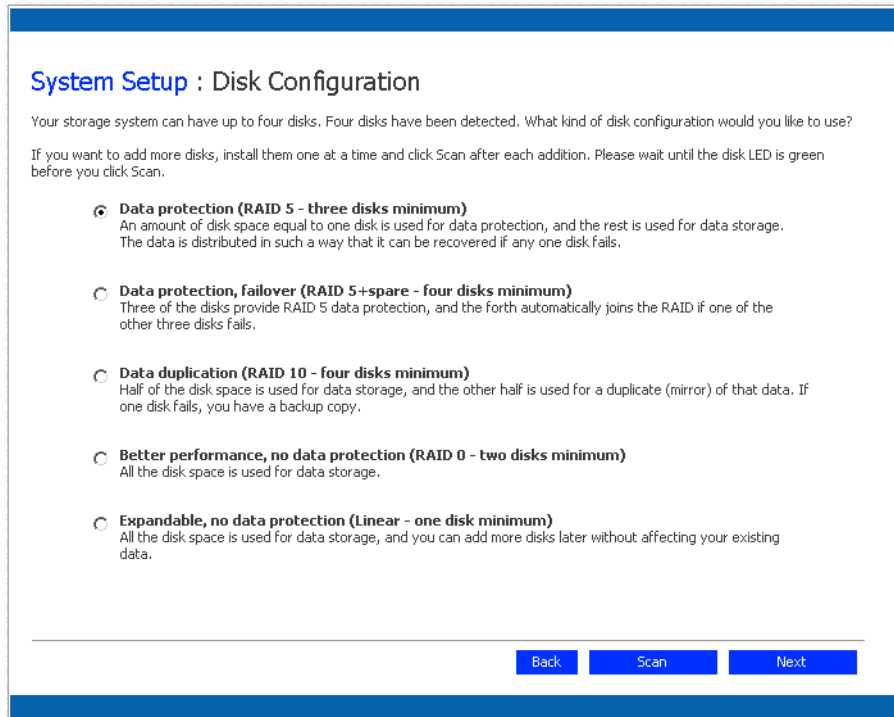 System Setup : Disk Configuration
Your storage system can have up to four disks. Four disks have been detected. What kind of disk configuration would you like to use?
If you want to add more disks, install them one at a time and click Scan after each addition. Please wait until the disk LED is green
before you click Scan.
Data protection (RAID 5 - three disks minimum)
An amount of disk space equal to one disk is used for data protection, and the rest is used for data storage.
The data is distributed in such a way that it can be recovered if any one disk fails.
Data protection, failover (RAID 5+spare - four disks minimum)
Three of the disks provide RAID 5 data protection, and the forth automatically joins the RAID if one of the
other three disks fails.
Data duplication (RAID 10 - four disks minimum)
Half of the disk space is used for data storage, and the other half is used for a duplicate (mirror) of that data. If
one disk fails, you have a backup copy.
Better performance, no data protection (RAID 0 - two disks minimum)
All the disk space is used for data storage.
Expandable, no data protection (Linear - one disk minimum)
All the disk space is used for data storage, and you can add more disks later without affecting your existing
data.
Back Scan Next